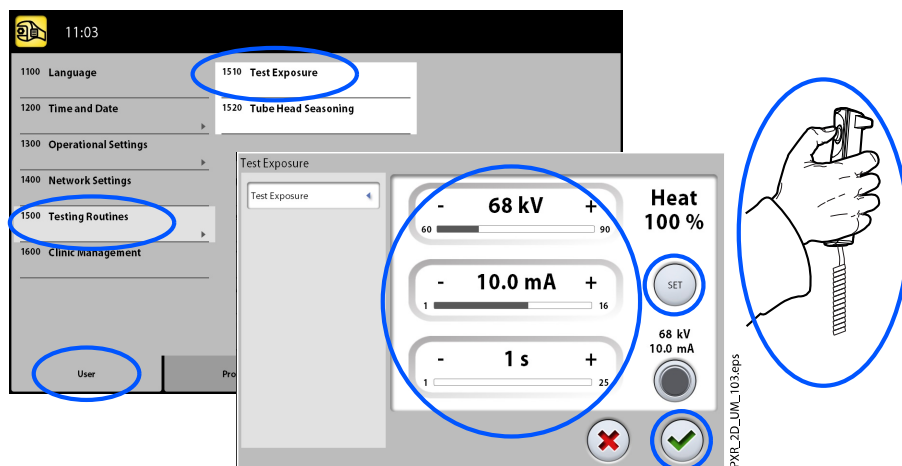 11:03
1100 Language
1200 Time and Date
1300 Operational Settings
1400 Network Settings
1500 Testing Routines
1600 Clinic Management
1510 Test Exposure
1520 Tube Head Seasoning
User
Pro
Test Exposure
Test Exposure
- 68 kV +
60 90
- 10.0 mA +
1 16
- 1 s +
1 25
Heat
100 %
SET
68 kV
10.0 mA
PXR_2D_UM_103.eps